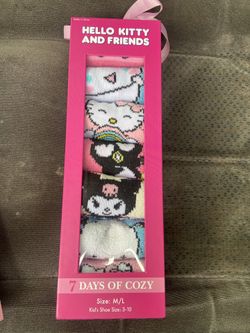 HELLO KITTY
AND FRIENDS
7 DAYS OF COZY
Size: M/L
Kid's Shoe Size: 3-10